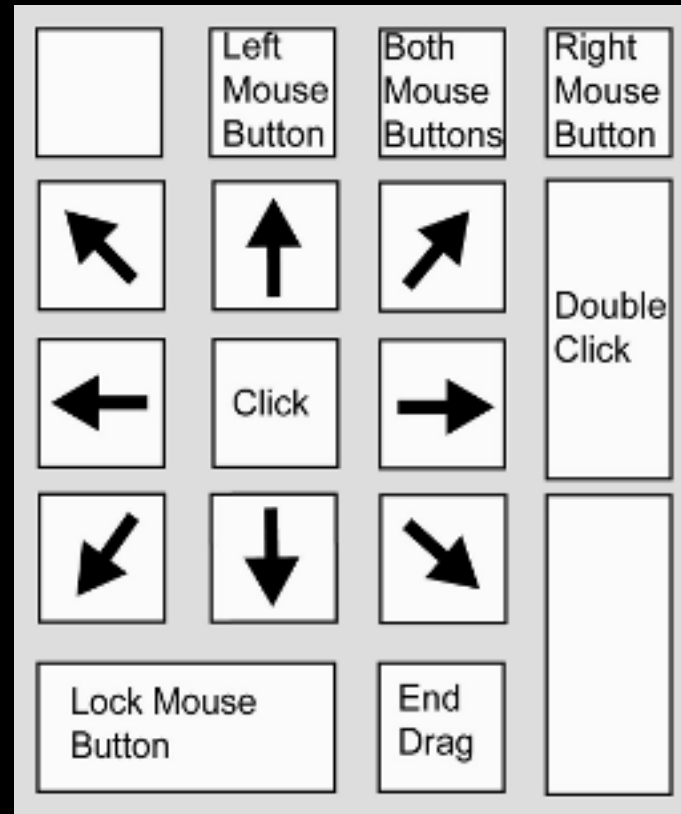 Left
Mouse
Button
Both
Mouse
Buttons
Right
Mouse
Button
Double
Click
Click
Lock Mouse
Button
End
Drag